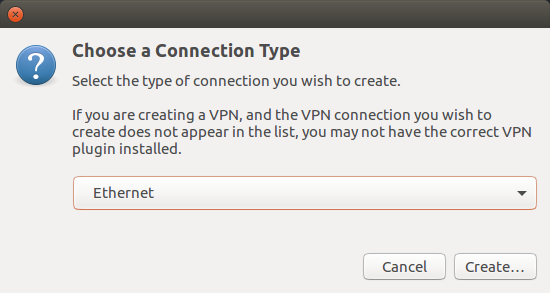 Choose a Connection Type
Select the type of connection you wish to create.
If you are creating a VPN, and the VPN connection you wish to
create does not appear in the list, you may not have the correct VPN
plugin installed.
Ethernet
Cancel
Create...